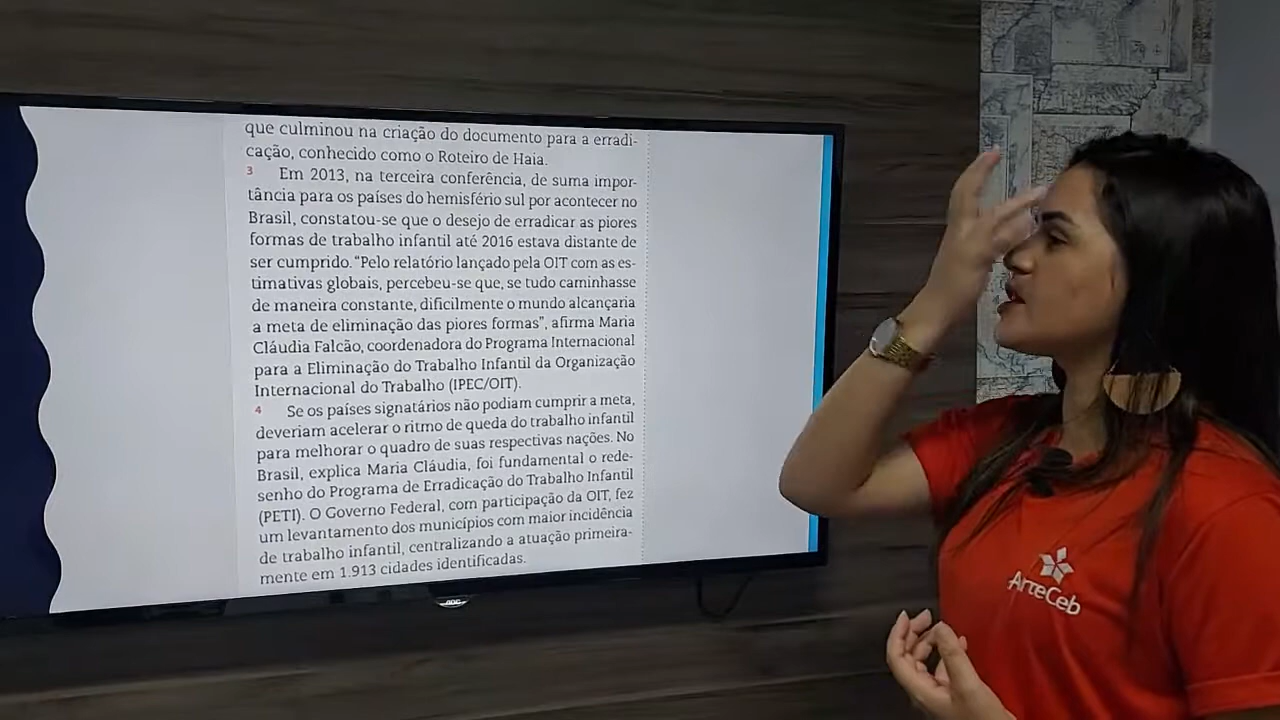 que culminou na criação do documento para a erradi-
cação, conhecido como o Roteiro de Haia.
3 Em 2013, na terceira conferência, de suma impor-
tância para os países do hemisfério sul por acontecer no
Brasil, constatou-se que o desejo de erradicar as piores
formas de trabalho infantil até 2016 estava distante de
ser cumprido. “Pelo relatório lançado pela OIT com as es-
timativas globais, percebeu-se que, se tudo caminhasse
de maneira constante, dificilmente o mundo alcançaria
a meta de eliminação das piores formas”, afirma Maria
Cláudia Falcão, coordenadora do Programa Internacional
para a Eliminação do Trabalho Infantil da Organização
Internacional do Trabalho (IPEC/OIT).
4 Se os países signatários não podiam cumprir a meta,
deveriam acelerar o ritmo de queda do trabalho infantil
para melhorar o quadro de suas respectivas nações. No
Brasil, explica Maria Cláudia, foi fundamental o rede-
senho do Programa de Erradicação do Trabalho Infantil
(PETI). O Governo Federal, com participação da OIT, fez
um levantamento dos municípios com maior incidência
de trabalho infantil, centralizando a atuação primeira-
mente em 1.913 cidades identificadas.
AOC
ArteCeb